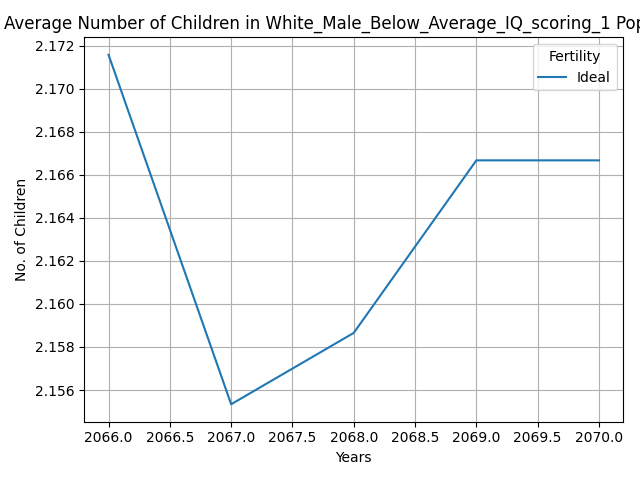 Average Number of Children in White_Male_Below_Average_IQ_scoring_1 Pop
Fertility
Ideal
2.172
2.170
2.168
2.166
2.164
2.162
2.160
2.158
2.156
No. of Children
2066.0 2066.5 2067.0 2067.5 2068.0 2068.5 2069.0 2069.5 2070.0
Years